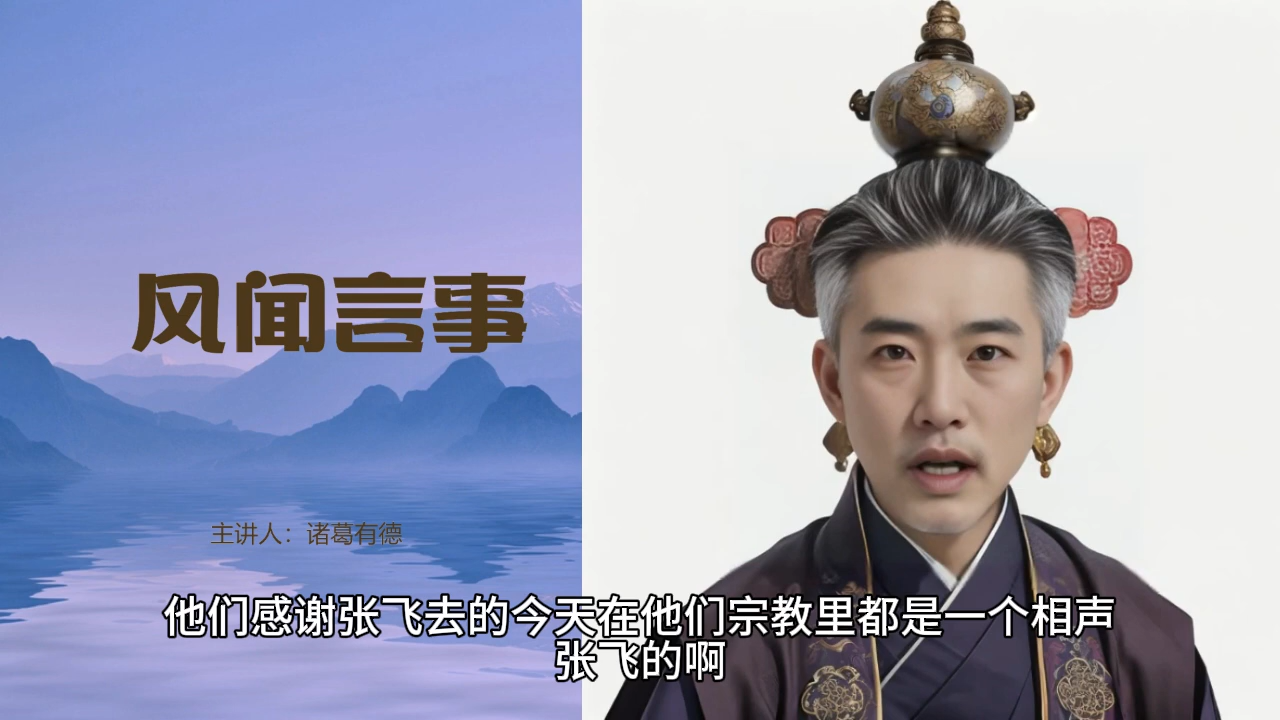 风闻言事
主讲人：诸葛有德
他们感谢张飞去的今天在他们宗教里都是一个相声
张飞的啊